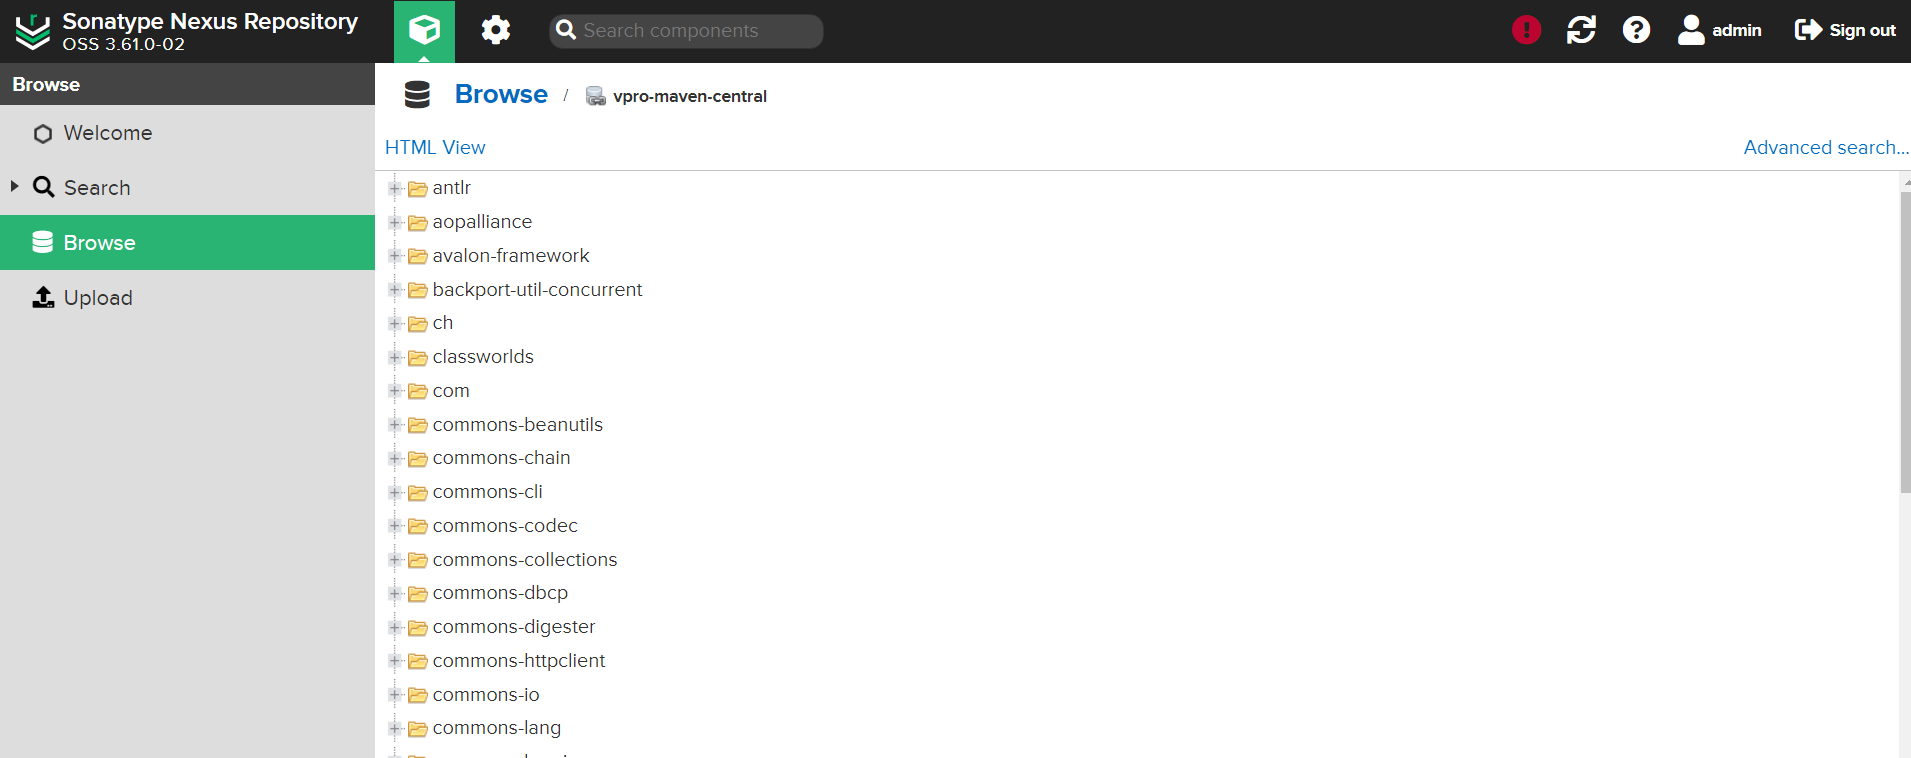 Sonatype Nexus Repository
OSS 3.61.0-02
Search components
admin
Sign out
Browse
Welcome
Search
Browse
Upload
Browse / vpro-maven-central
HTML View
Advanced search...
antlr
aopalliance
avalon-framework
backport-util-concurrent
ch
classworlds
com
commons-beanutils
commons-chain
commons-cli
commons-codec
commons-collections
commons-dbcp
commons-digester
commons-httpclient
commons-io
commons-lang